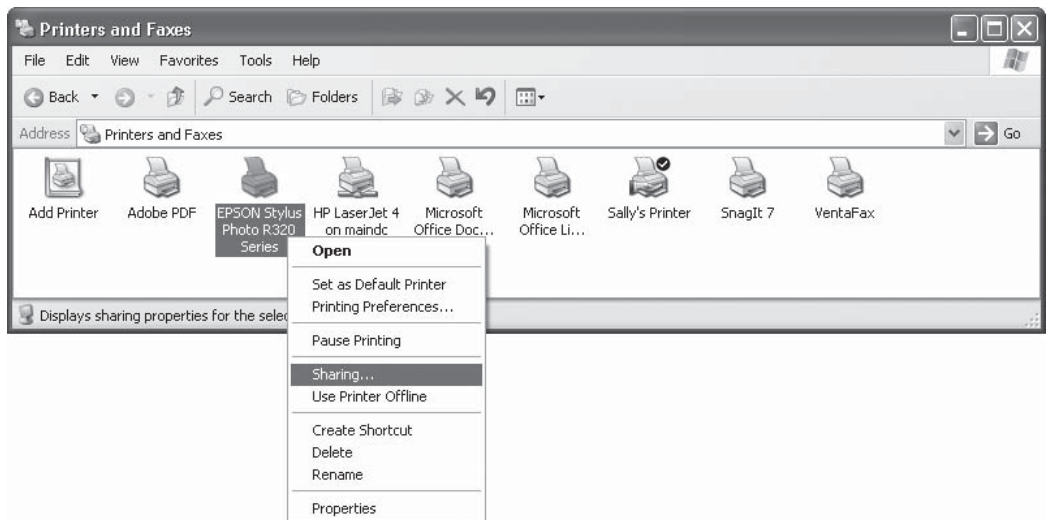 Printers and Faxes
File Edit View Favorites Tools Help
Back Search Folders
Address Printers and Faxes Go
Add Printer
Adobe PDF
EPSON Stylus
Photo R320
Series
HP LaserJet 4
on maindc
Microsoft
Office Doc...
Microsoft
Office Li...
Sally's Printer
SnagIt 7
VentaFax
Open
Set as Default Printer
Printing Preferences...
Pause Printing
Sharing...
Use Printer Offline
Create Shortcut
Delete
Rename
Properties
Displays sharing properties for the selec